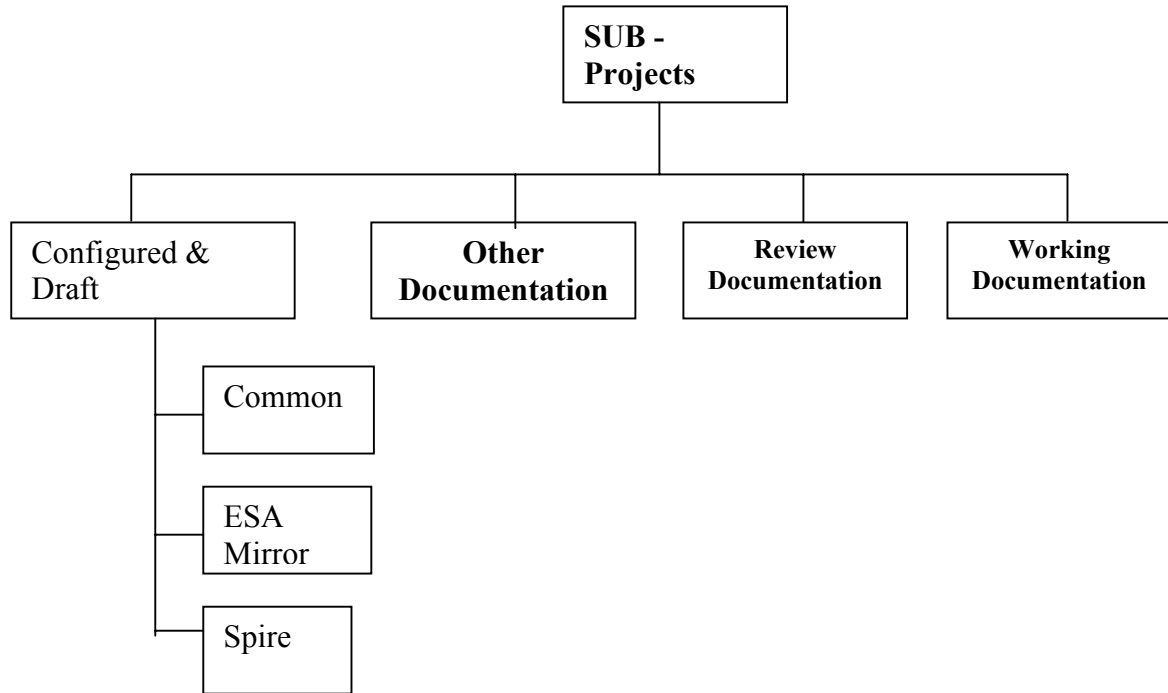 SUB -
Projects
Configured &
Draft
Other
Documentation
Review
Documentation
Working
Documentation
Common
ESA
Mirror
Spire